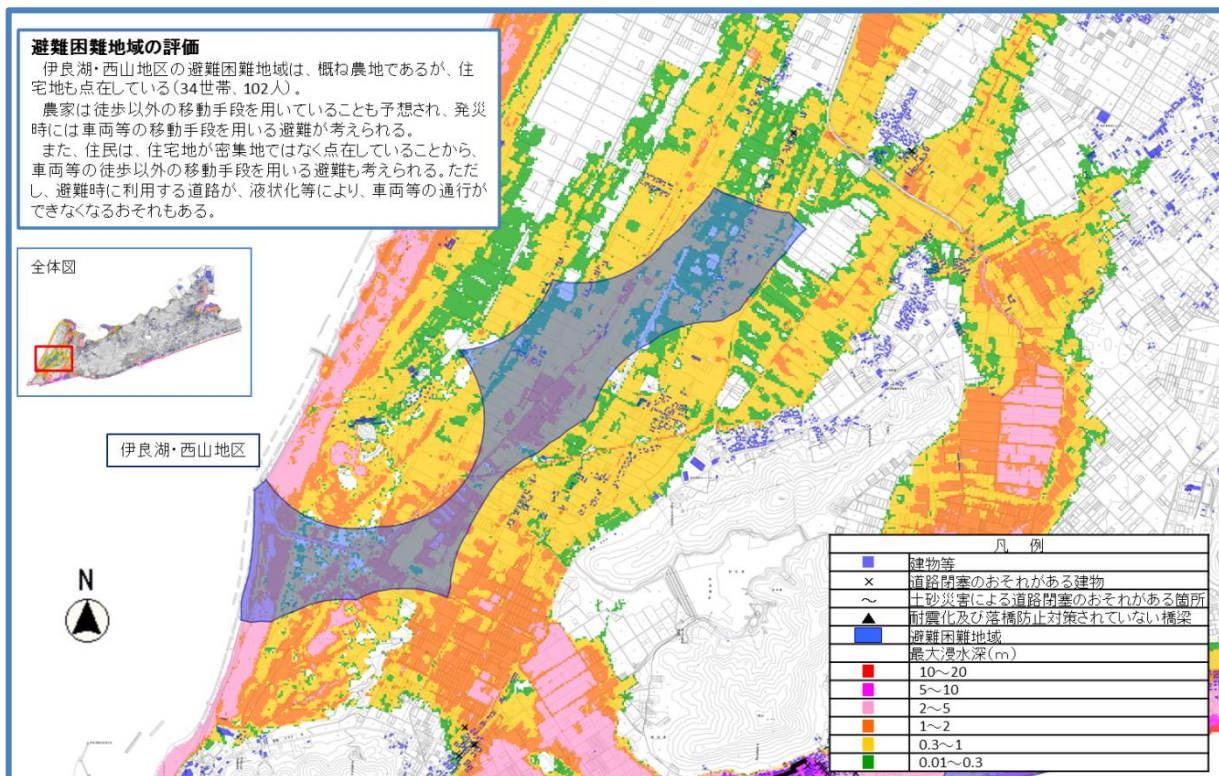 避難困難地域の評価
伊良湖・西山地区の避難困難地域は、概ね農地であるが、住
宅地も点在している(34世帯、102人)。
農家は徒歩以外の移動手段を用いていることも予想され、発災
時には車両等の移動手段を用いる避難が考えられる。
また、住民は、住宅地が密集地ではなく点在していることから、
車両等の徒歩以外の移動手段を用いる避難も考えられる。ただ
し、避難時に利用する道路が、液状化等により、車両等の通行が
できなくなるおそれもある。
全体図
伊良湖・西山地区
N
凡 例
建物等
道路閉塞のおそれがある建物
土砂災害による道路閉塞のおそれがある箇所
耐震化及び落橋防止対策されていない橋梁
避難困難地域
最大浸水深(m)
10～20
5～10
2～5
1～2
0.3～1
0.01～0.3